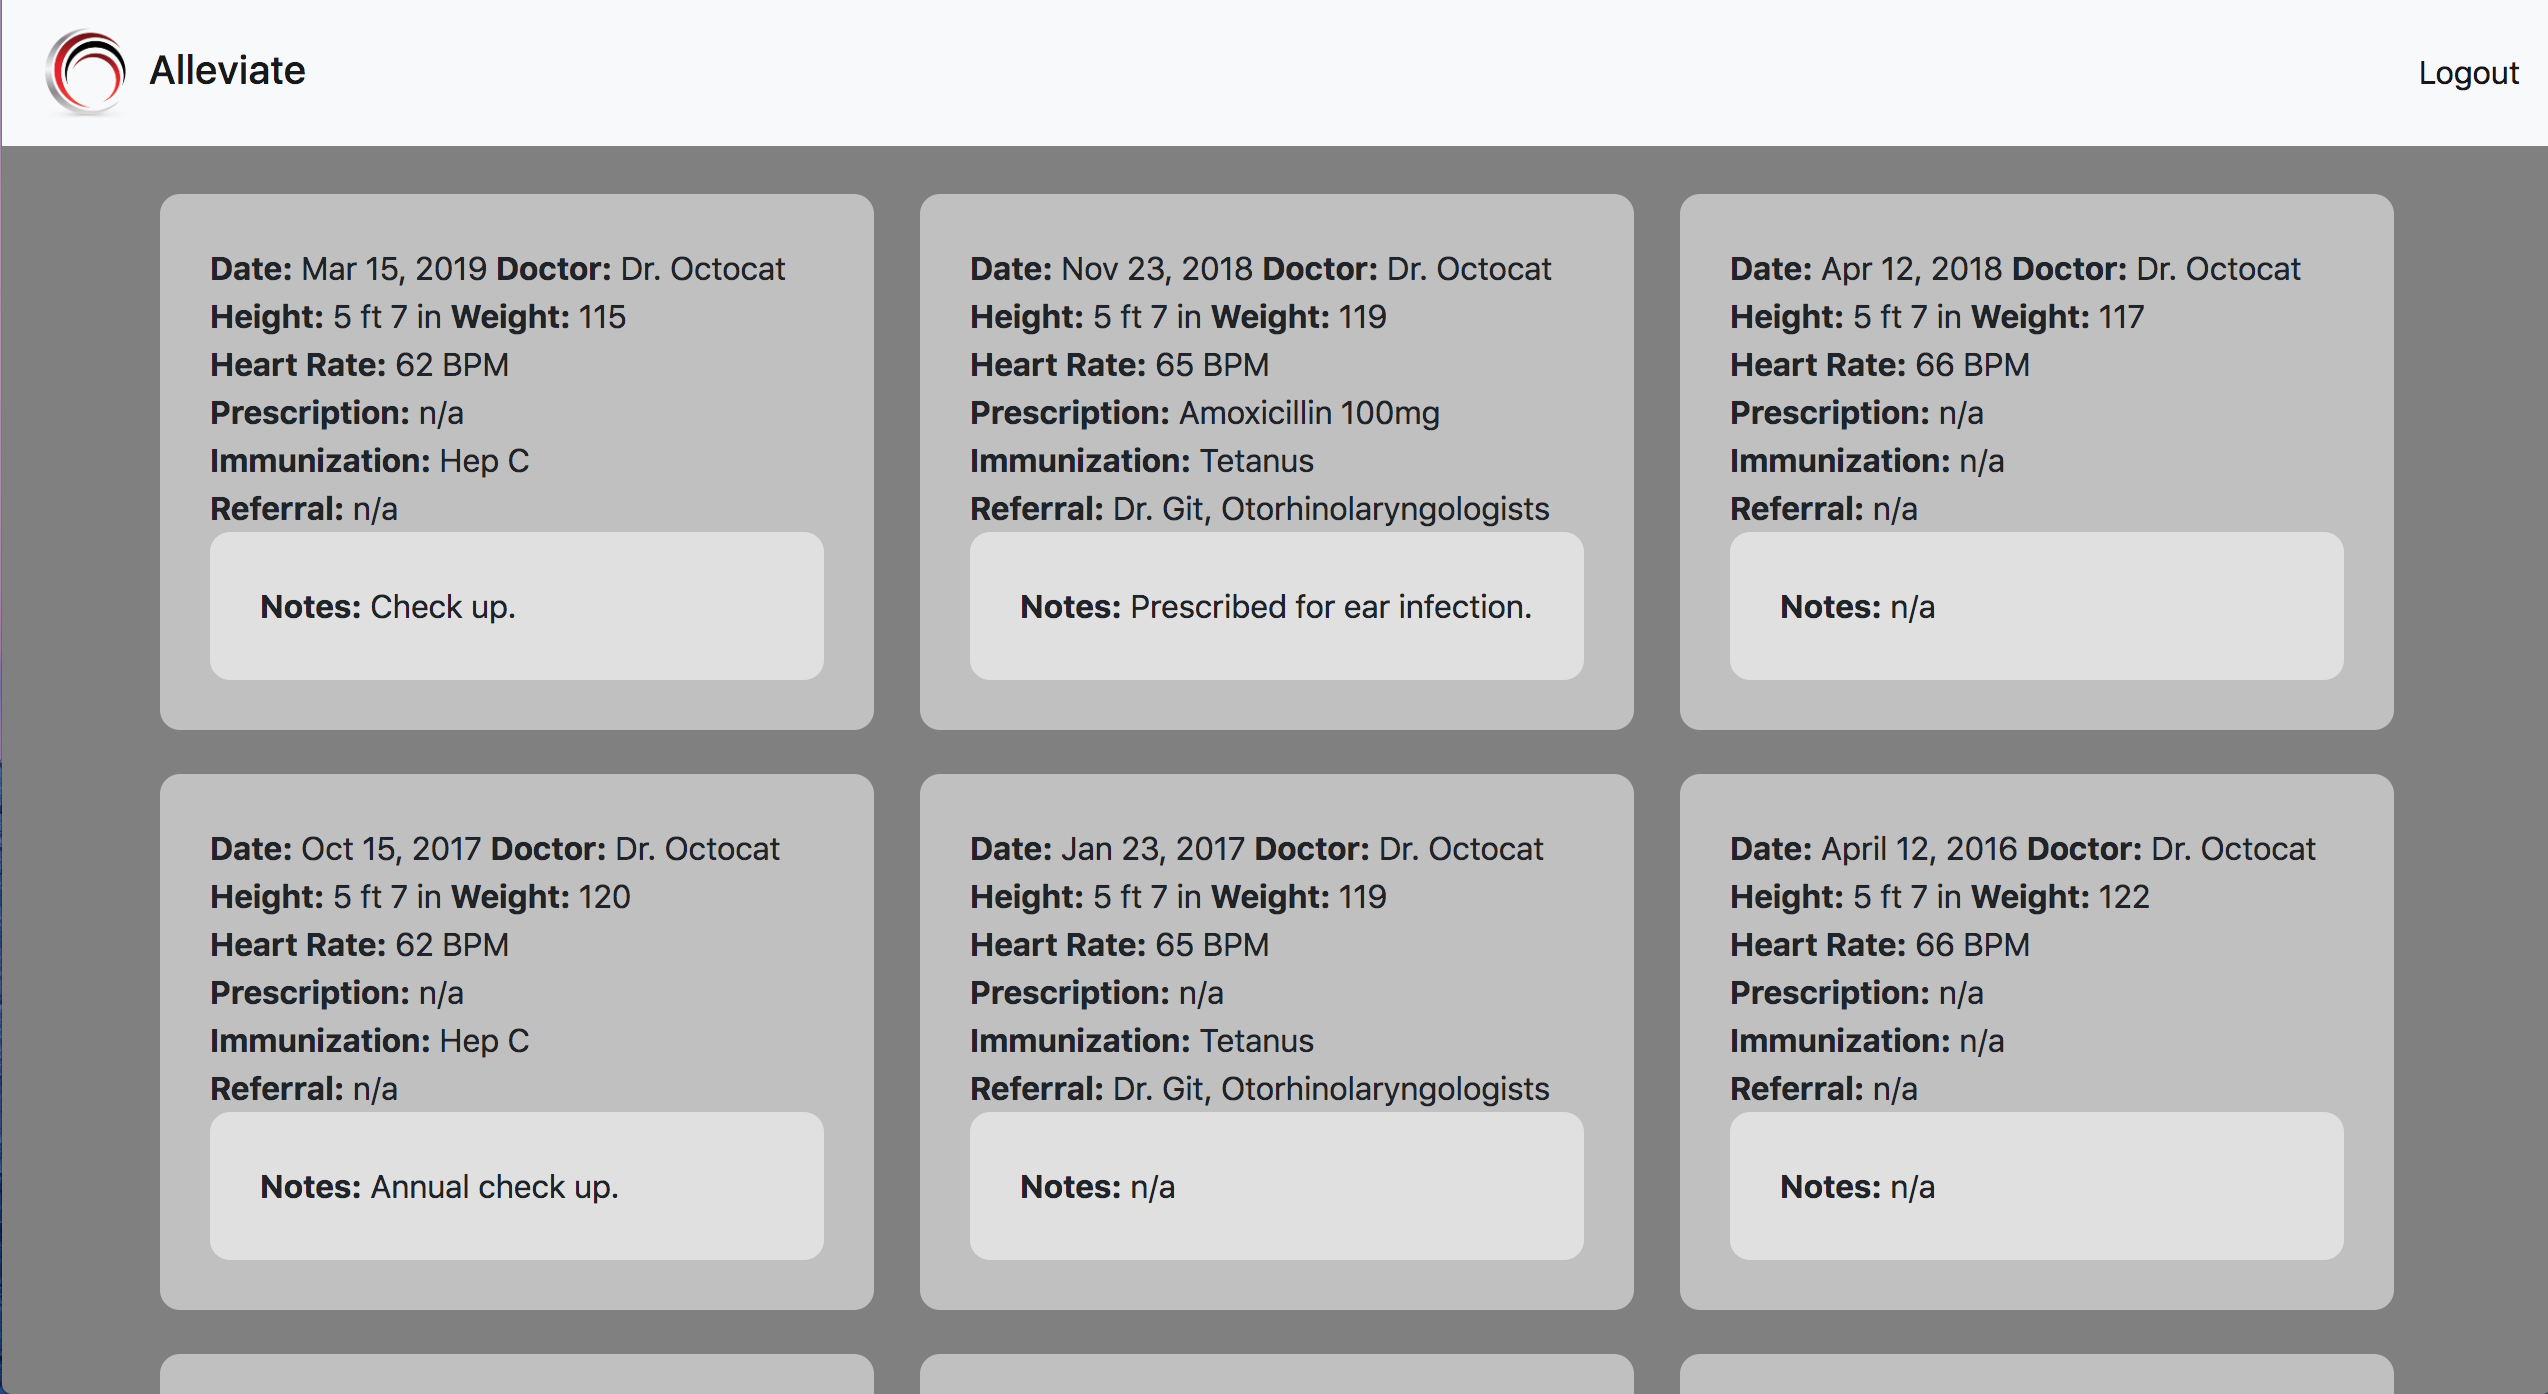 Alleviate
Logout
Date: Mar 15, 2019 Doctor: Dr. Octocat
Height: 5 ft 7 in Weight: 115
Heart Rate: 62 BPM
Prescription: n/a
Immunization: Hep C
Referral: n/a
Notes: Check up.
Date: Nov 23, 2018 Doctor: Dr. Octocat
Height: 5 ft 7 in Weight: 119
Heart Rate: 65 BPM
Prescription: Amoxicillin 100mg
Immunization: Tetanus
Referral: Dr. Git, Otorhinolaryngologists
Notes: Prescribed for ear infection.
Date: Apr 12, 2018 Doctor: Dr. Octocat
Height: 5 ft 7 in Weight: 117
Heart Rate: 66 BPM
Prescription: n/a
Immunization: n/a
Referral: n/a
Notes: n/a
Date: Oct 15, 2017 Doctor: Dr. Octocat
Height: 5 ft 7 in Weight: 120
Heart Rate: 62 BPM
Prescription: n/a
Immunization: Hep C
Referral: n/a
Notes: Annual check up.
Date: Jan 23, 2017 Doctor: Dr. Octocat
Height: 5 ft 7 in Weight: 119
Heart Rate: 65 BPM
Prescription: n/a
Immunization: Tetanus
Referral: Dr. Git, Otorhinolaryngologists
Notes: n/a
Date: April 12, 2016 Doctor: Dr. Octocat
Height: 5 ft 7 in Weight: 122
Heart Rate: 66 BPM
Prescription: n/a
Immunization: n/a
Referral: n/a
Notes: n/a